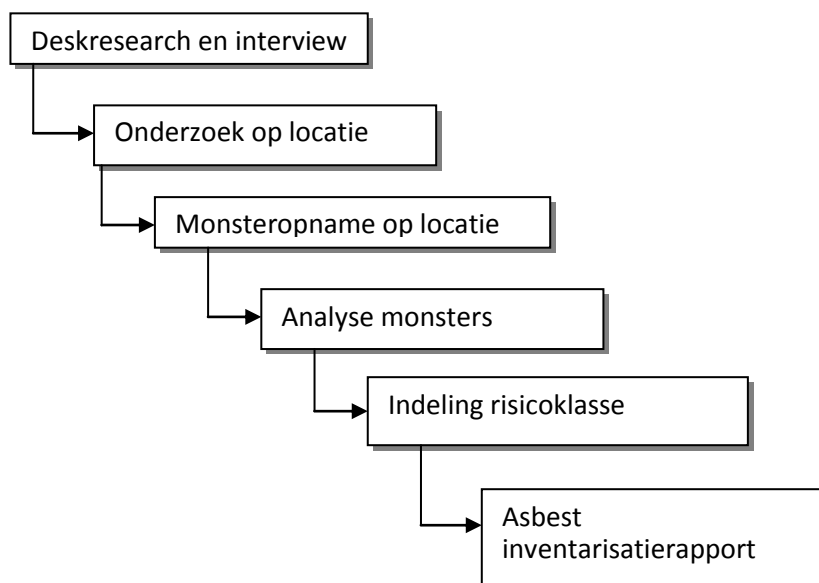 Deskresearch en interview
Onderzoek op locatie
Monsteropname op locatie
Analyse monsters
Indeling risicoklasse
Asbest
inventarisatierapport